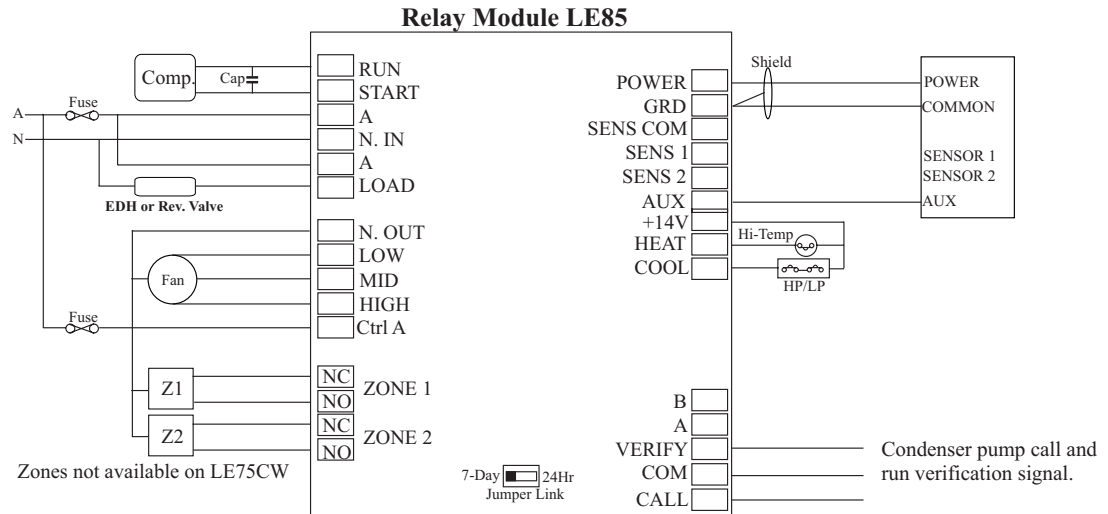 Relay Module LE85
Comp.
Cap
RUN
START
A
Fuse
A
N
N. IN
A
LOAD
EDH or Rev. Valve
N. OUT
LOW
Fan
MID
HIGH
Fuse
Ctrl A
Z1
NC
NO
ZONE 1
Z2
NC
NO
ZONE 2
Zones not available on LE75CW
7-Day
24Hr
Jumper Link
POWER
GRD
SENS COM
SENS 1
SENS 2
AUX
+14V
HEAT
COOL
Shield
Hi-Temp
HP/LP
POWER
COMMON
SENSOR 1
SENSOR 2
AUX
B
A
VERIFY
COM
CALL
Condenser pump call and
run verification signal.